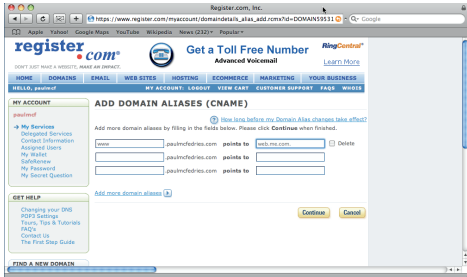 Register.com, Inc.
https://www.register.com/myaccount/domaindetails_alias_add.rcmx?id=DOMAIN59531
Google
Apple Yahoo! Google Maps YouTube Wikipedia News (232) Popular
register.com®
DON'T JUST MAKE A WEBSITE, MAKE AN IMPACT.
Get a Toll Free Number
Advanced Voicemail
RingCentral®
Learn More
HOME DOMAINS EMAIL WEB SITES HOSTING ECOMMERCE MARKETING YOUR BUSINESS
HELLO, paulmcf MY ACCOUNT: LOGOUT VIEW CART CUSTOMER SUPPORT FAQS WHOIS
MY ACCOUNT
paulmcf
My Services
Delegated Services
Contact Information
Assigned Users
My Wallet
SafeRenew
My Password
My Secret Question
GET HELP
Changing your DNS
POP3 Settings
Tours, Tips & Tutorials
FAQ's
Contact Us
The First Step Guide
FIND A NEW DOMAIN
ADD DOMAIN ALIASES (CNAME)
? How long before my Domain Alias changes take effect?
Add more domain aliases by filling in the fields below. Please click Continue when finished.
www .paulmcfedries.com points to web.me.com. Delete
.paulmcfedries.com points to
.paulmcfedries.com points to
Add more domain aliases
Continue Cancel